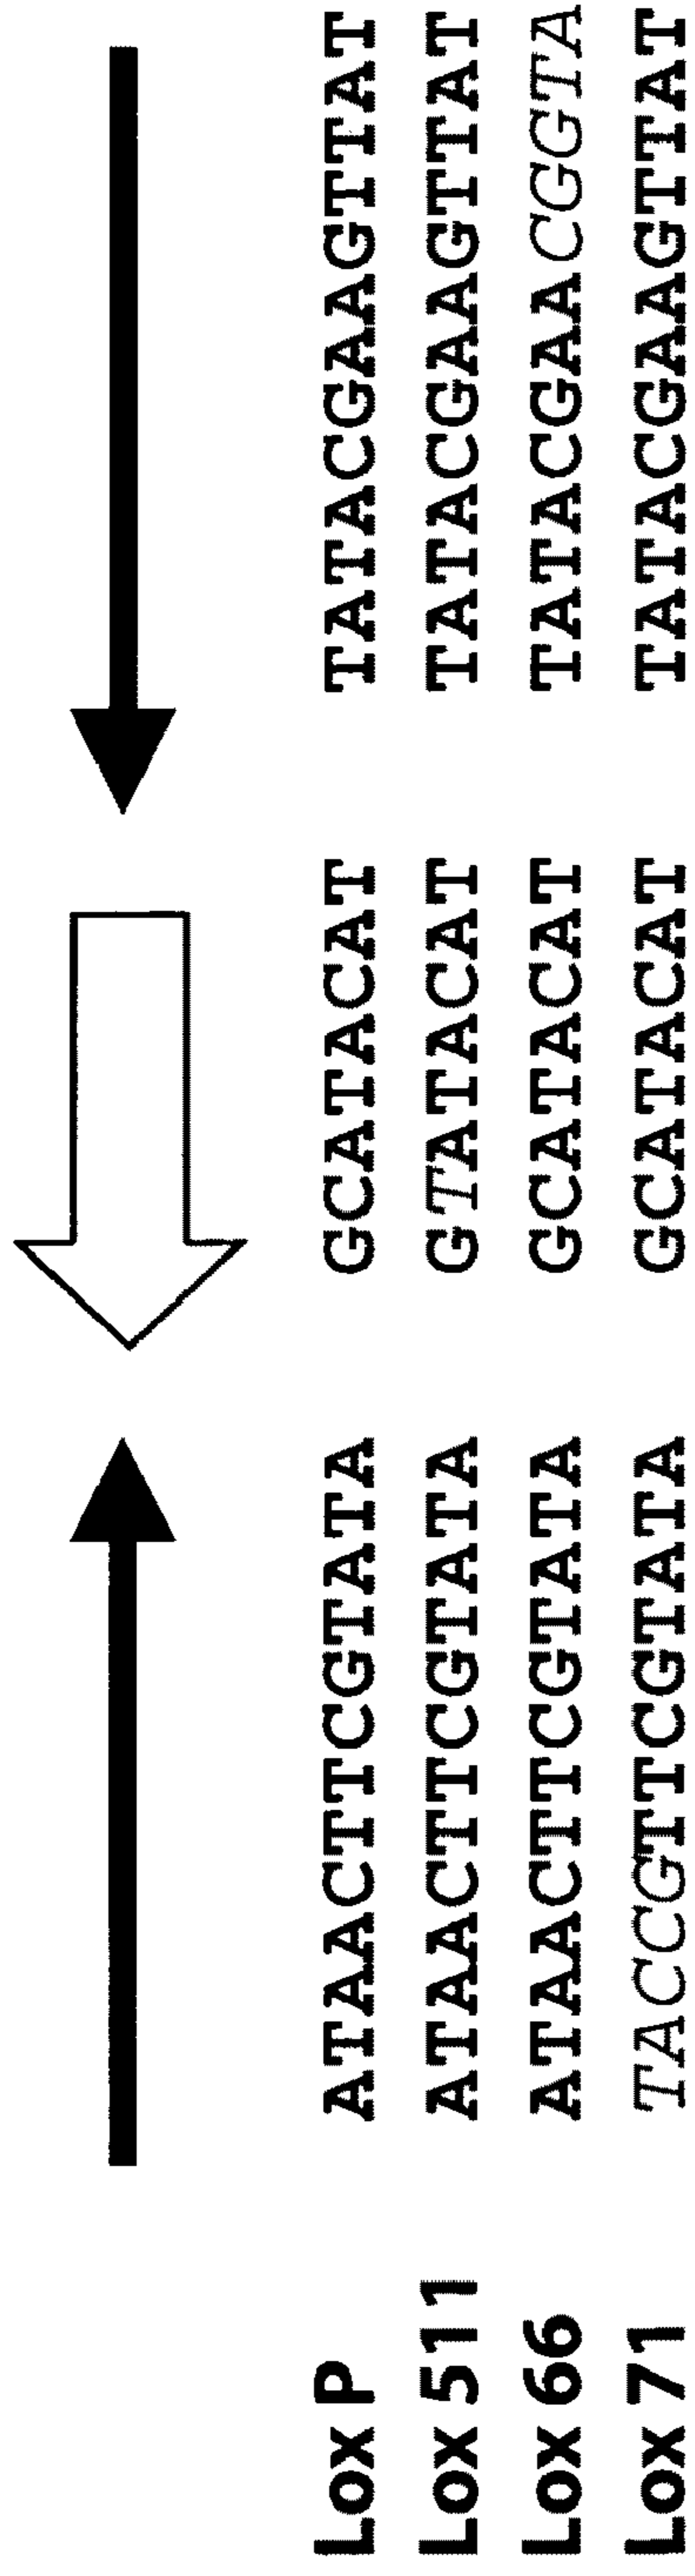 Lox P ATAACTTCGTATA GCATACAT TATACGAAGTTAT
Lox 511 ATAACTTCGTATA GTATACAT TATACGAAGTTAT
Lox 66 ATAACTTCGTATA GCATACAT TATACGAACGGTA
Lox 71 TACCGTTCGTATA GCATACAT TATACGAAGTTAT